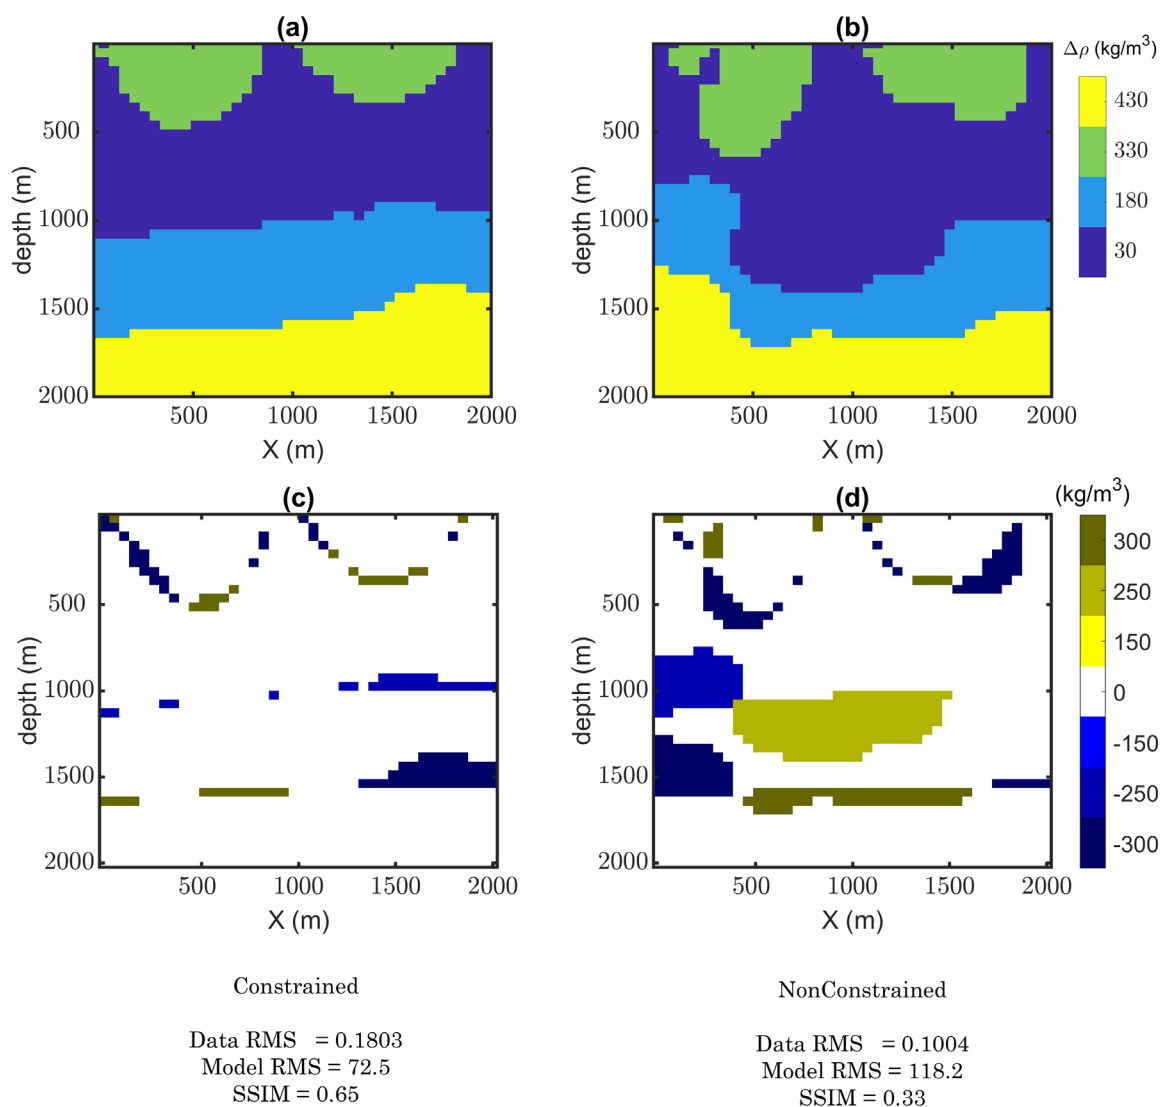 (a)
(b)
Δρ (kg/m³)
430
330
180
30
500
1000
1500
2000
depth (m)
500
1000
1500
2000
X (m)
500
1000
1500
2000
depth (m)
500
1000
1500
2000
X (m)
(c)
(d)
(kg/m³)
300
250
150
0
-150
-250
-300
500
1000
1500
2000
depth (m)
500
1000
1500
2000
X (m)
500
1000
1500
2000
depth (m)
500
1000
1500
2000
X (m)
Constrained
Data RMS = 0.1803
Model RMS = 72.5
SSIM = 0.65
NonConstrained
Data RMS = 0.1004
Model RMS = 118.2
SSIM = 0.33